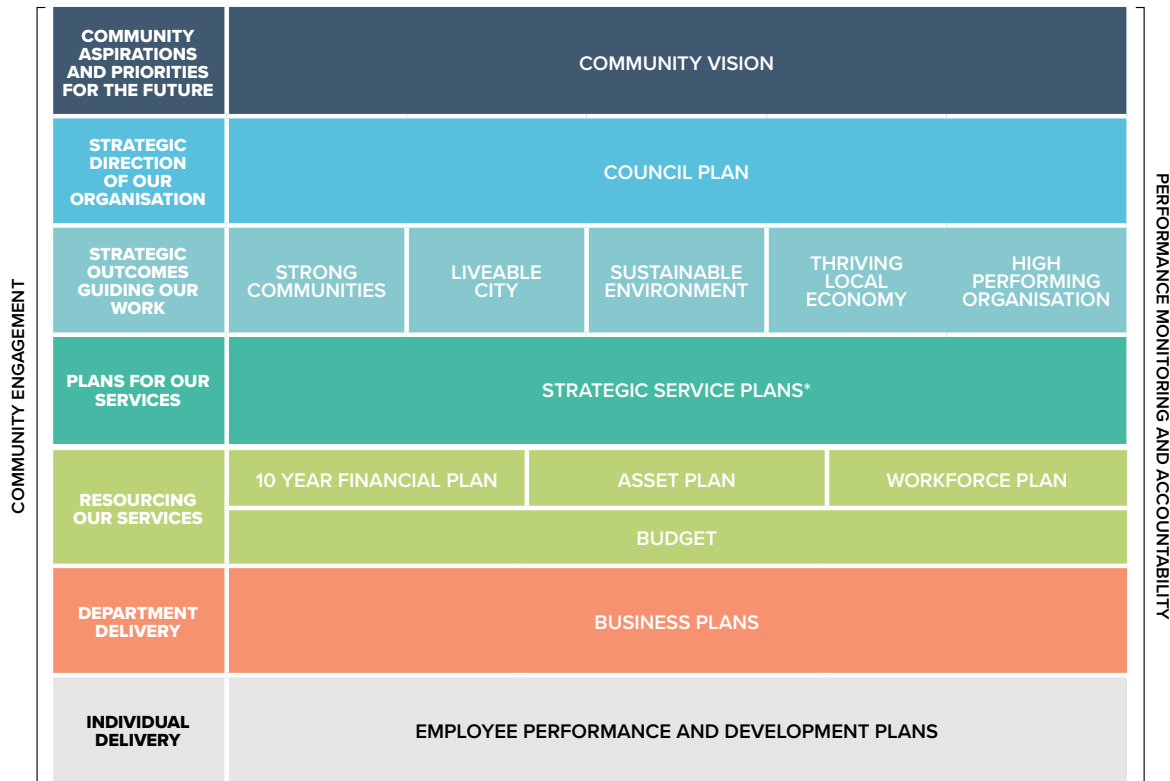 COMMUNITY ENGAGEMENT
COMMUNITY
ASPIRATIONS
AND PRIORITIES
FOR THE FUTURE
COMMUNITY VISION
STRATEGIC
DIRECTION
OF OUR
ORGANISATION
COUNCIL PLAN
STRATEGIC
OUTCOMES
GUIDING OUR
WORK
STRONG
COMMUNITIES
LIVEABLE
CITY
SUSTAINABLE
ENVIRONMENT
THRIVING
LOCAL
ECONOMY
HIGH
PERFORMING
ORGANISATION
PLANS FOR OUR
SERVICES
STRATEGIC SERVICE PLANS*
RESOURCING
OUR SERVICES
10 YEAR FINANCIAL PLAN
ASSET PLAN
WORKFORCE PLAN
BUDGET
DEPARTMENT
DELIVERY
BUSINESS PLANS
INDIVIDUAL
DELIVERY
EMPLOYEE PERFORMANCE AND DEVELOPMENT PLANS
PERFORMANCE MONITORING AND ACCOUNTABILITY